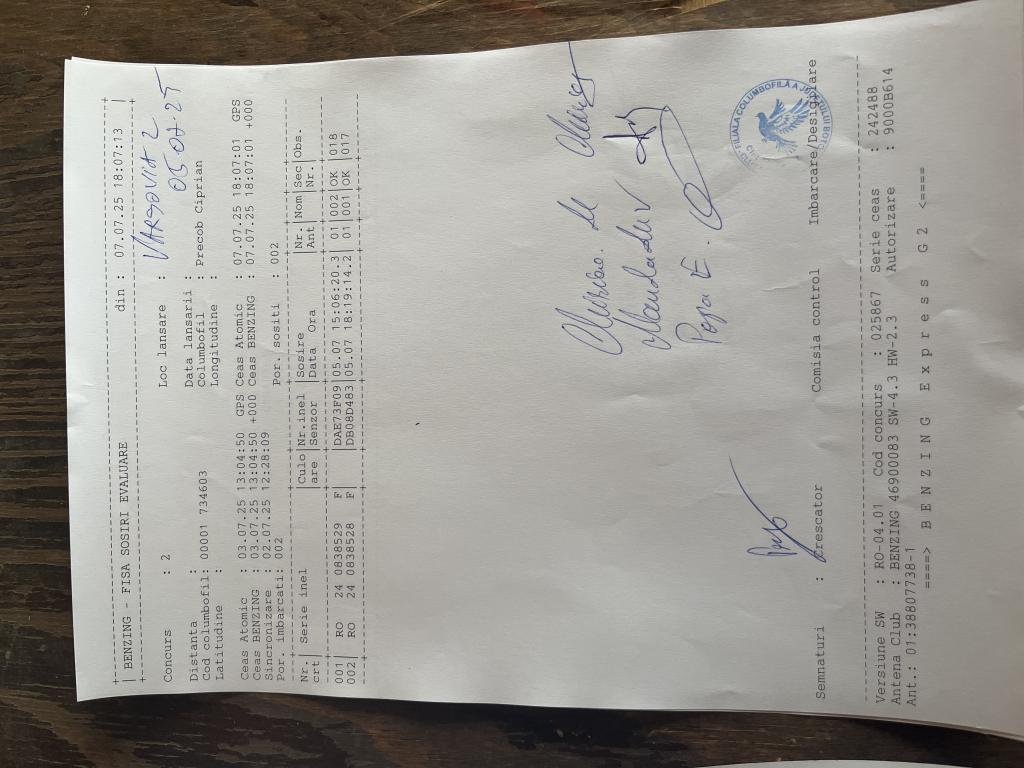 BENZING - FISA SOSIRI EVALUARE din : 07.07.25 18:07:13
Concurs : 2 Loc lansare : VARSOVIA 2
Distanta : Data lansarii : 05.07.25
Cod columbofil: 00001 734603 Columbofil : Precob Ciprian
Latitudine : Longitudine :
Ceas Atomic : 03.07.25 13:04:50 GPS Ceas Atomic : 07.07.25 18:07:01 GPS
Ceas BENZING : 03.07.25 13:04:50 +000 Ceas BENZING : 07.07.25 18:07:01 +000
Sincronizare : 02.07.25 12:28:09
Por. imbarcati: 002 Por. sositi : 002
Nr.| Serie inel |Culo|Nr.inel |Sosire |Nr.|Nom|Sec|Obs.
crt| |are |Senzor |Data Ora |Ant| |Nr.|
001| RO 24 0838529 F| |DAE73F09|05.07 15:06:20.3| 01|002|OK |018
002| RO 24 0838528 F| |DB08D483|05.07 18:19:14.2| 01|001|OK |017
Popa E.
FILIALA COLUMBOFILĂ A JUDEȚULUI BOTO
Semnaturi : Crescator Comisia control Imbarcare/Desigilare
Versiune SW : RO-04.01 Cod concurs : 025867 Serie ceas : 242488
Antena Club : BENZING 46900083 SW-4.3 HW-2.3 Autorizare : 9000B614
Ant.: 01:38807738-1
====> B E N Z I N G E x p r e s s G 2 <====